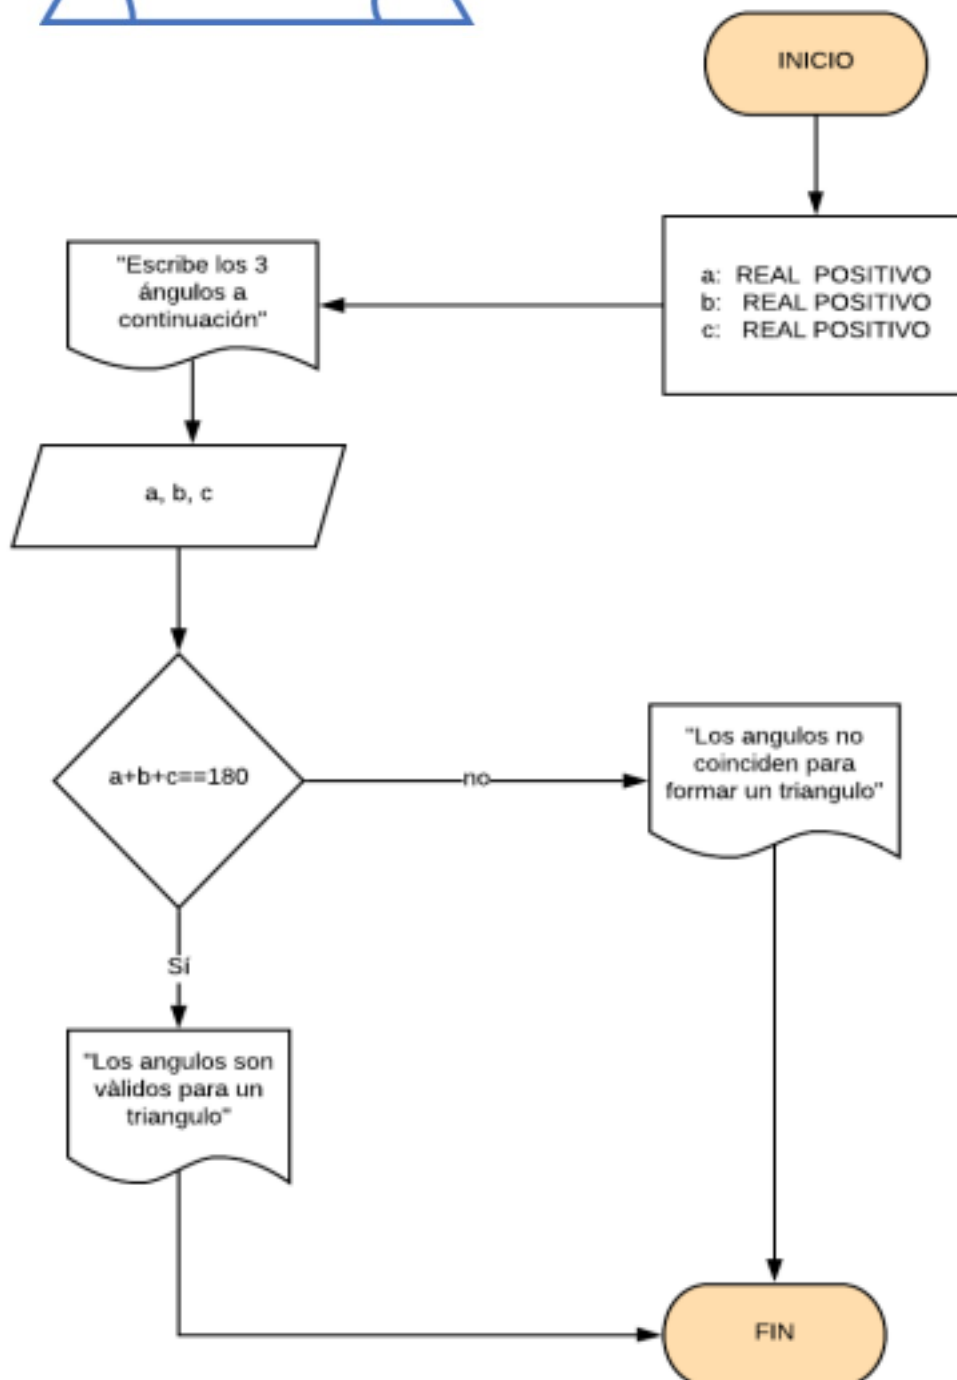 INICIO
a: REAL POSITIVO
b: REAL POSITIVO
c: REAL POSITIVO
"Escribe los 3
ángulos a
continuación"
a, b, c
a+b+c==180
no
"Los angulos no
coinciden para
formar un triangulo"
Sí
"Los angulos son
vàlidos para un
triangulo"
FIN